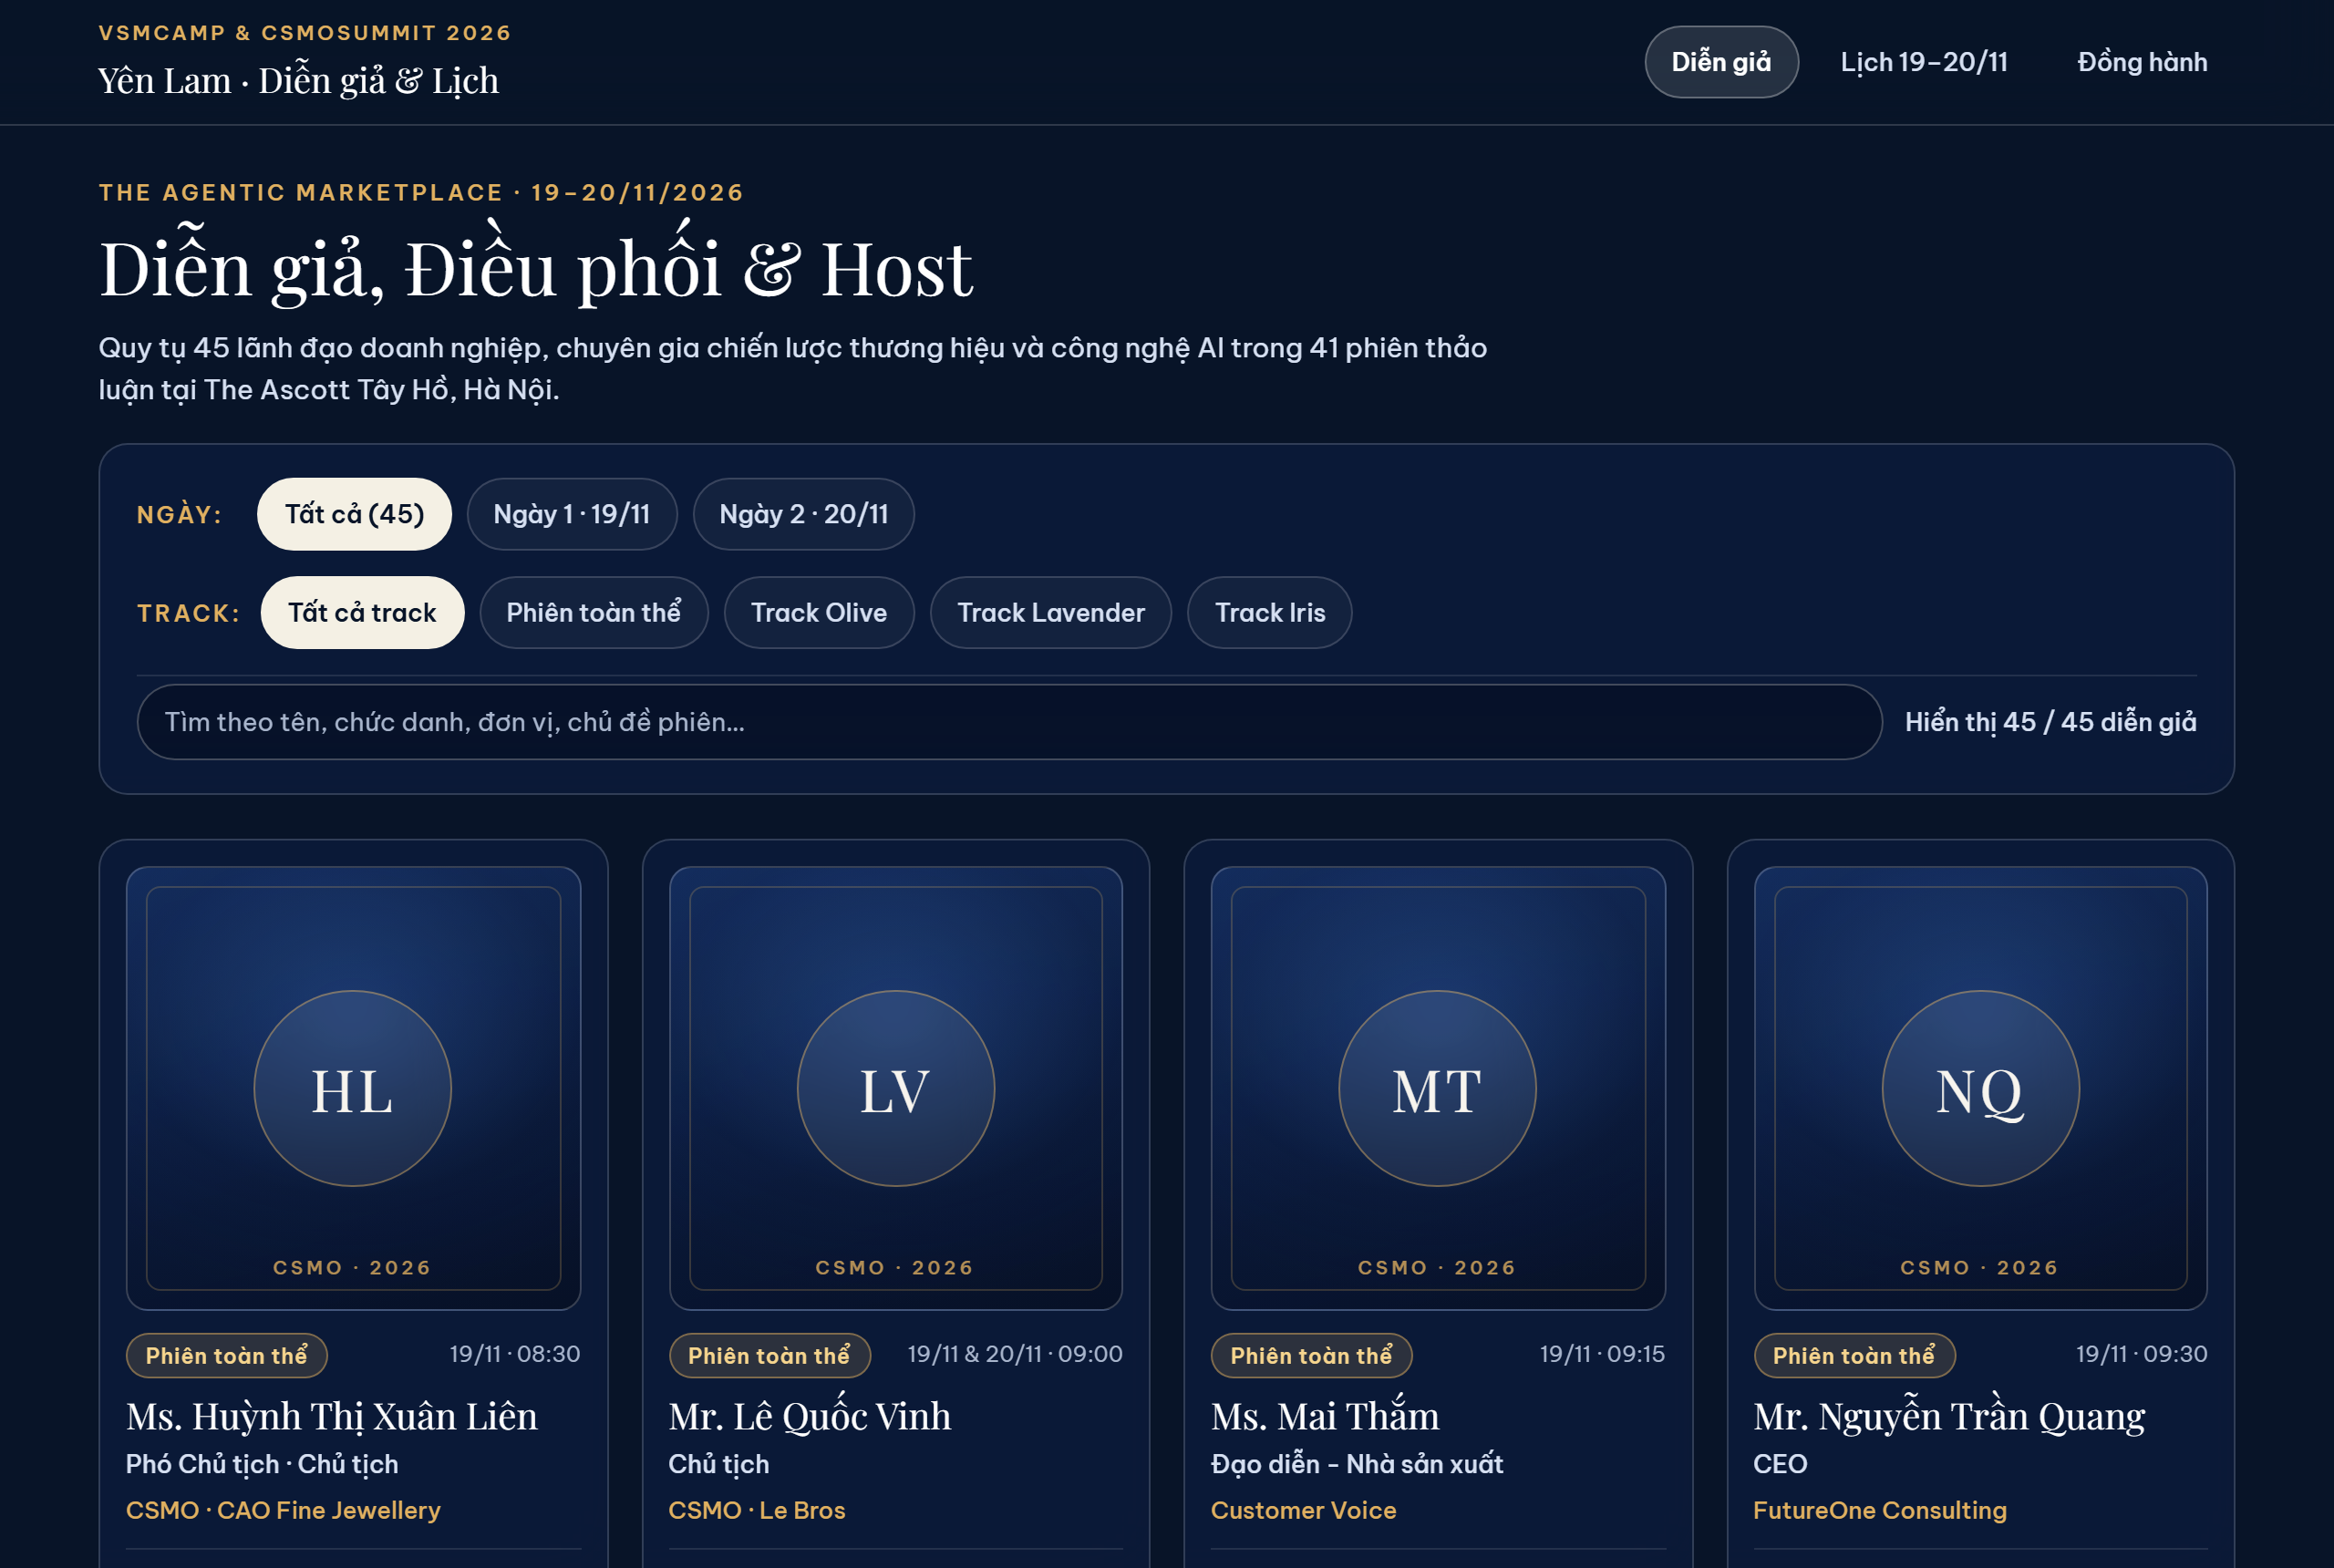 VSMCAMP & CSMOSUMMIT 2026
Yên Lam · Diễn giả & Lịch
Diễn giả
Lịch 19–20/11
Đồng hành
THE AGENTIC MARKETPLACE · 19–20/11/2026
Diễn giả, Điều phối & Host
Quy tụ 45 lãnh đạo doanh nghiệp, chuyên gia chiến lược thương hiệu và công nghệ AI trong 41 phiên thảo
luận tại The Ascott Tây Hồ, Hà Nội.
NGÀY:
Tất cả (45)
Ngày 1 · 19/11
Ngày 2 · 20/11
TRACK:
Tất cả track
Phiên toàn thể
Track Olive
Track Lavender
Track Iris
Tìm theo tên, chức danh, đơn vị, chủ đề phiên...
Hiển thị 45 / 45 diễn giả
HL
CSMO · 2026
Phiên toàn thể
19/11 · 08:30
Ms. Huỳnh Thị Xuân Liên
Phó Chủ tịch · Chủ tịch
CSMO · CAO Fine Jewellery
LV
CSMO · 2026
Phiên toàn thể
19/11 & 20/11 · 09:00
Mr. Lê Quốc Vinh
Chủ tịch
CSMO · Le Bros
MT
CSMO · 2026
Phiên toàn thể
19/11 · 09:15
Ms. Mai Thắm
Đạo diễn – Nhà sản xuất
Customer Voice
NQ
CSMO · 2026
Phiên toàn thể
19/11 · 09:30
Mr. Nguyễn Trần Quang
CEO
FutureOne Consulting